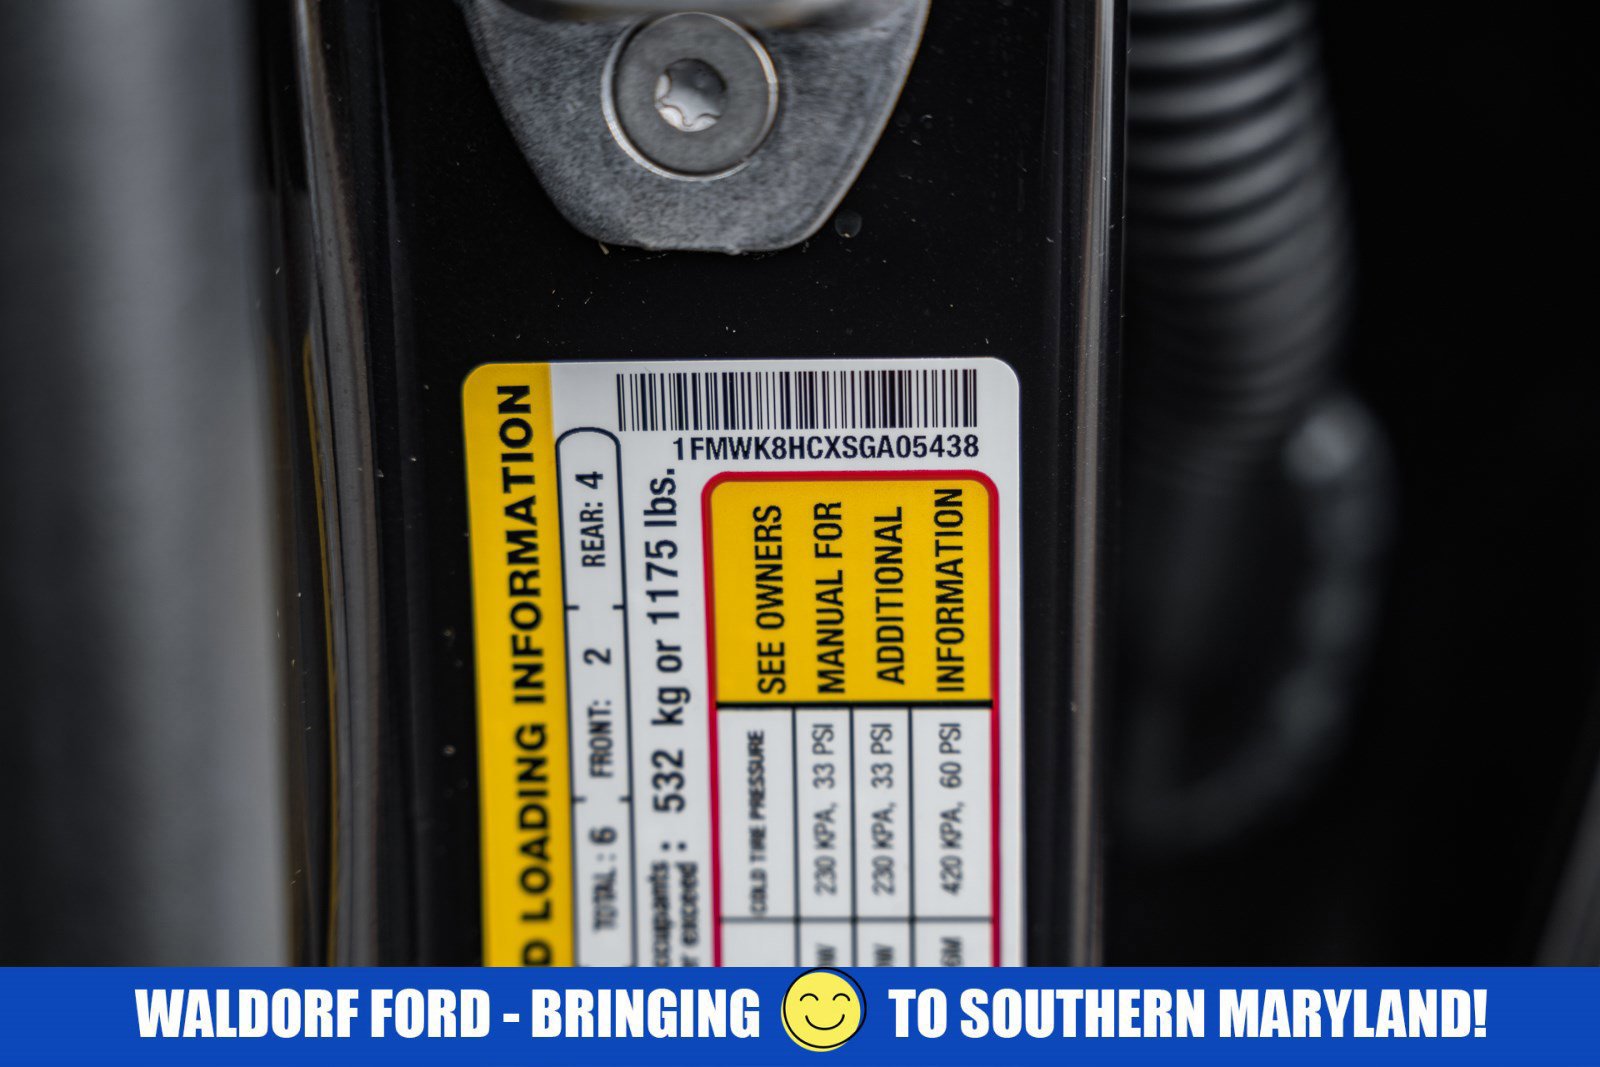 1FMWK8HCXSGA05438
D LOADING INFORMATION
TOTAL: 6 FRONT: 2 REAR: 4
ccupants
r exceed: 532 kg or 1175 lbs.
COLD TIRE PRESSURE
230 KPA, 33 PSI
230 KPA, 33 PSI
420 KPA, 60 PSI
SEE OWNERS
MANUAL FOR
ADDITIONAL
INFORMATION
WALDORF FORD - BRINGING TO SOUTHERN MARYLAND!